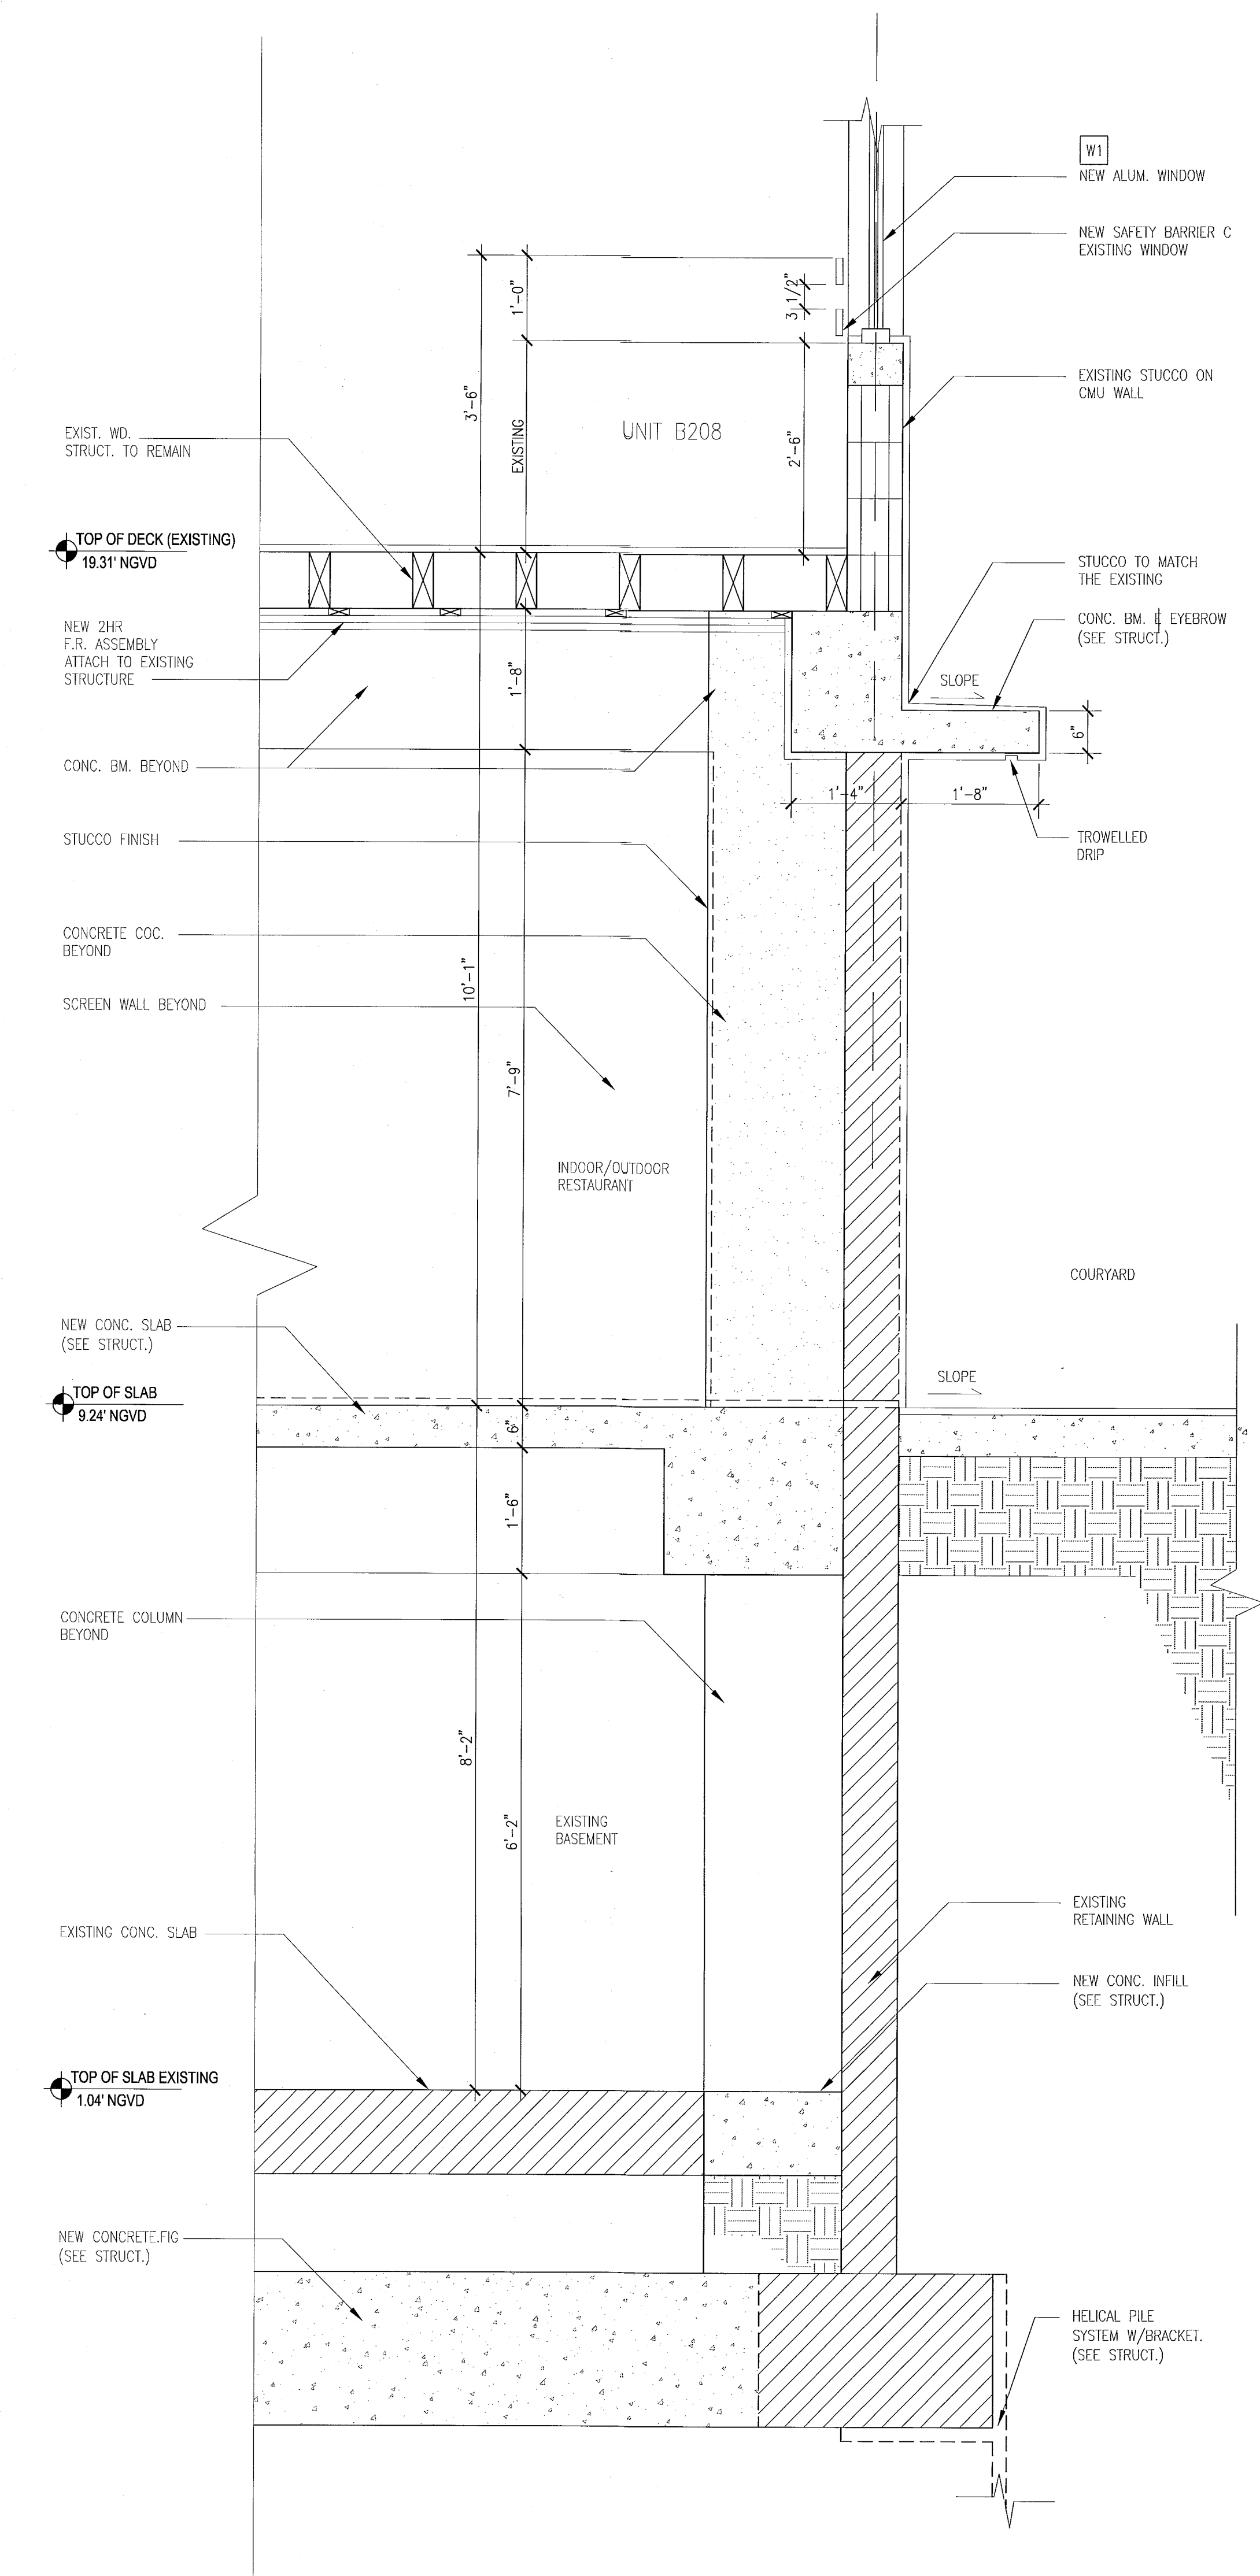 W1
NEW ALUM. WINDOW
NEW SAFETY BARRIER C
EXISTING WINDOW
1'-0"
3 1/2"
3'-6"
EXISTING
UNIT B208
2'-6"
EXISTING STUCCO ON
CMU WALL
EXIST. WD.
STRUCT. TO REMAIN
TOP OF DECK (EXISTING)
19.31' NGVD
STUCCO TO MATCH
THE EXISTING
CONC. BM. & EYEBROW
(SEE STRUCT.)
NEW 2HR
F.R. ASSEMBLY
ATTACH TO EXISTING
STRUCTURE
1'-8"
SLOPE
6"
CONC. BM. BEYOND
1'-4"
1'-8"
TROWELLED
DRIP
STUCCO FINISH
CONCRETE COC.
BEYOND
10'-1"
SCREEN WALL BEYOND
7'-9"
INDOOR/OUTDOOR
RESTAURANT
COURYARD
NEW CONC. SLAB
(SEE STRUCT.)
TOP OF SLAB
9.24' NGVD
SLOPE
6"
1'-6"
CONCRETE COLUMN
BEYOND
8'-2"
6'-2"
EXISTING
BASEMENT
EXISTING
RETAINING WALL
EXISTING CONC. SLAB
NEW CONC. INFILL
(SEE STRUCT.)
TOP OF SLAB EXISTING
1.04' NGVD
NEW CONCRETE.FIG
(SEE STRUCT.)
HELICAL PILE
SYSTEM W/BRACKET.
(SEE STRUCT.)